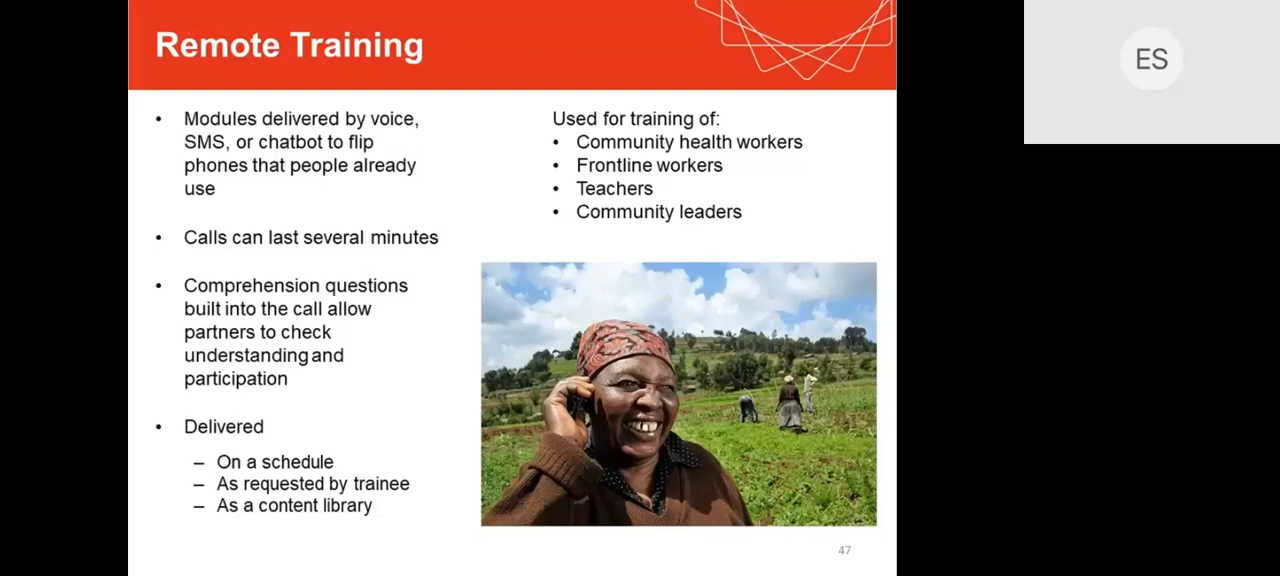 Remote Training
ES
• Modules delivered by voice,
SMS, or chatbot to flip
phones that people already
use
• Calls can last several minutes
• Comprehension questions
built into the call allow
partners to check
understanding and
participation
• Delivered
– On a schedule
– As requested by trainee
– As a content library
Used for training of:
• Community health workers
• Frontline workers
• Teachers
• Community leaders
47